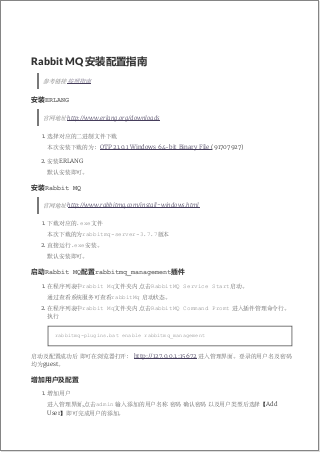 Rabbit MQ 安装配置指南
参考链接 原博指南
安装ERLANG
官网地址 http://www.erlang.org/downloads
1. 选择对应的二进制文件下载
本次安装下载的为： OTP 21.0.1 Windows 64-bit Binary File (91707927)
2. 安装ERLANG
默认安装即可。
安装Rabbit MQ
官网地址 http://www.rabbitmq.com/install-windows.html
1. 下载对应的.exe文件
本次下载的为rabbitmq-server-3.7.7版本
2. 直接运行.exe安装。
默认安装即可。
启动Rabbit MQ配置rabbitmq_management插件
1. 在程序列表中rabbit Mq文件夹内,点击RabbitMQ Service Start启动。
通过查看系统服务可查看rabbitMq启动状态。
2. 在程序列表中rabbit Mq文件夹内,点击RabbitMQ Command Promt 进入插件管理命令行。
执行
rabbitmq-plugins.bat enable rabbitmq_management
启动及配置成功后 即可在浏览器打开： http://127.0.0.1:15672 进入管理界面。登录的用户名及密码
均为guest。
增加用户及配置
1. 增加用户
进入管理界面,点击admin 输入添加的用户名称 密码 确认密码 以及用户类型后选择【Add
User】即可完成用户的添加。